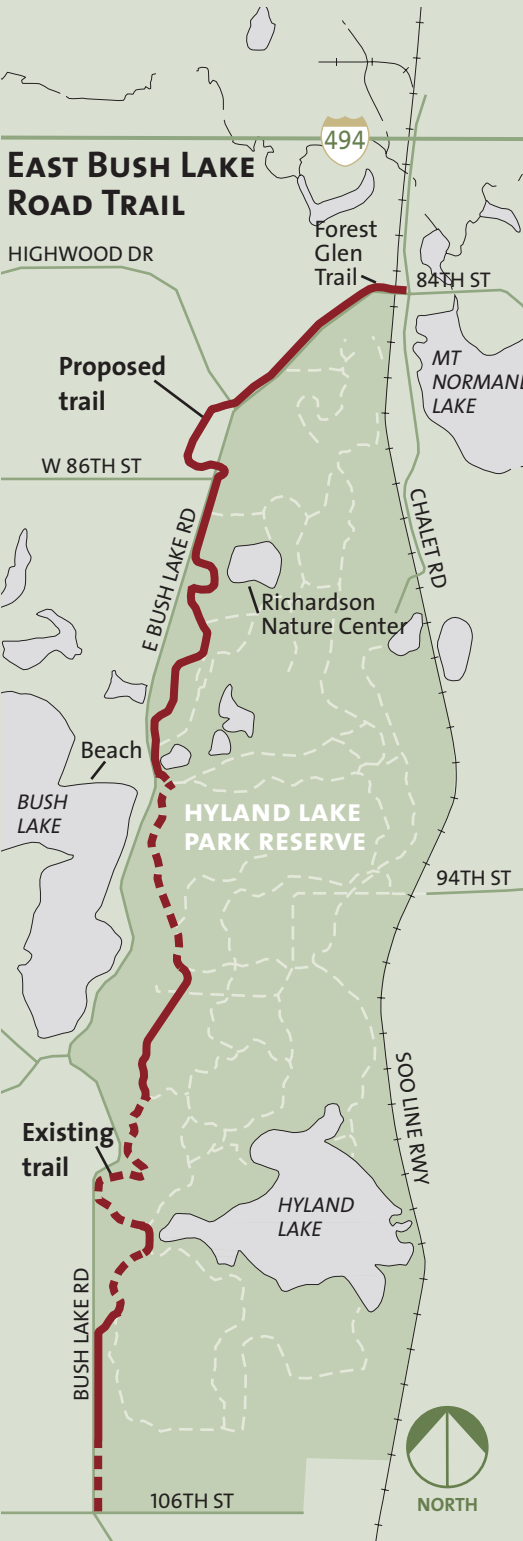 494
EAST BUSH LAKE
ROAD TRAIL
Forest
Glen
Trail
HIGHWOOD DR
84TH ST
MT
NORMAND
LAKE
Proposed
trail
W 86TH ST
CHALET RD
E BUSH LAKE RD
Richardson
Nature Center
Beach
BUSH
LAKE
HYLAND LAKE
PARK RESERVE
94TH ST
SOO LINE RWY
Existing
trail
HYLAND
LAKE
BUSH LAKE RD
106TH ST
NORTH